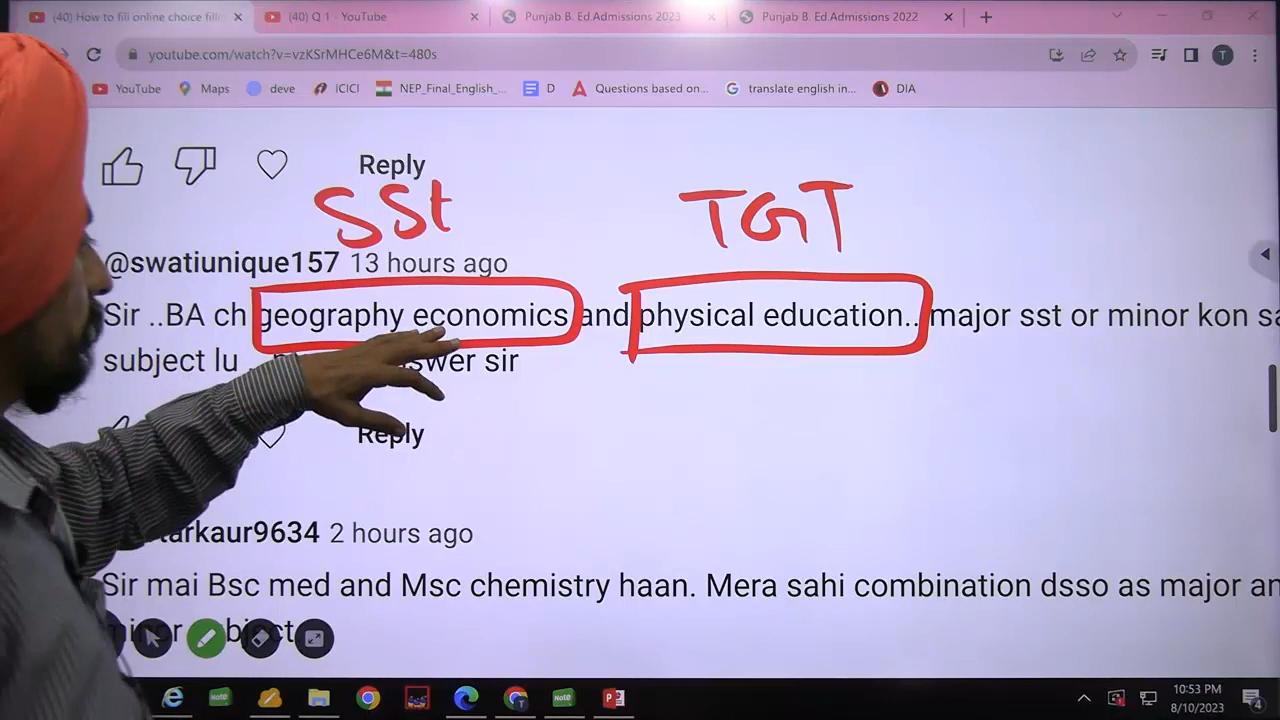 (40) How to fill online choice fill
(40) Q 1 - YouTube
Punjab B. Ed.Admissions 2023
Punjab B. Ed.Admissions 2022
youtube.com/watch?v=vzKSrMHCe6M&t=480s
T
YouTube
Maps
deve
ICICI
NEP_Final_English_...
D
Questions based on...
translate english in...
DIA
Reply
SSt
TGT
@swatiunique157 13 hours ago
Sir ..BA ch geography economics and physical education.. major sst or minor kon sa
subject lu sir
Reply
arkaur9634 2 hours ago
Sir mai Bsc med and Msc chemistry haan. Mera sahi combination dsso as major an
10:53 PM
8/10/2023
4